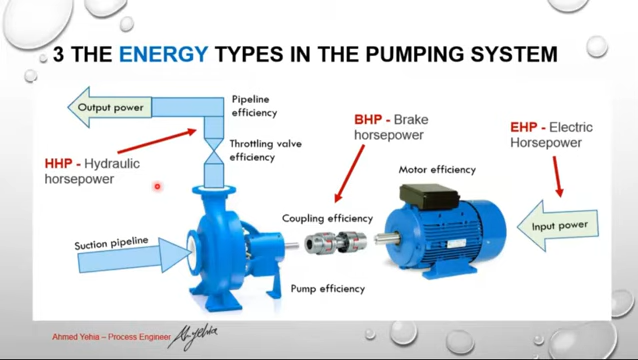 3 THE ENERGY TYPES IN THE PUMPING SYSTEM
Output power
Pipeline
efficiency
BHP - Brake
horsepower
EHP - Electric
Horsepower
HHP - Hydraulic
horsepower
Throttling valve
efficiency
Motor efficiency
Coupling efficiency
Input power
Suction pipeline
Pump efficiency
Ahmed Yehia – Process Engineer